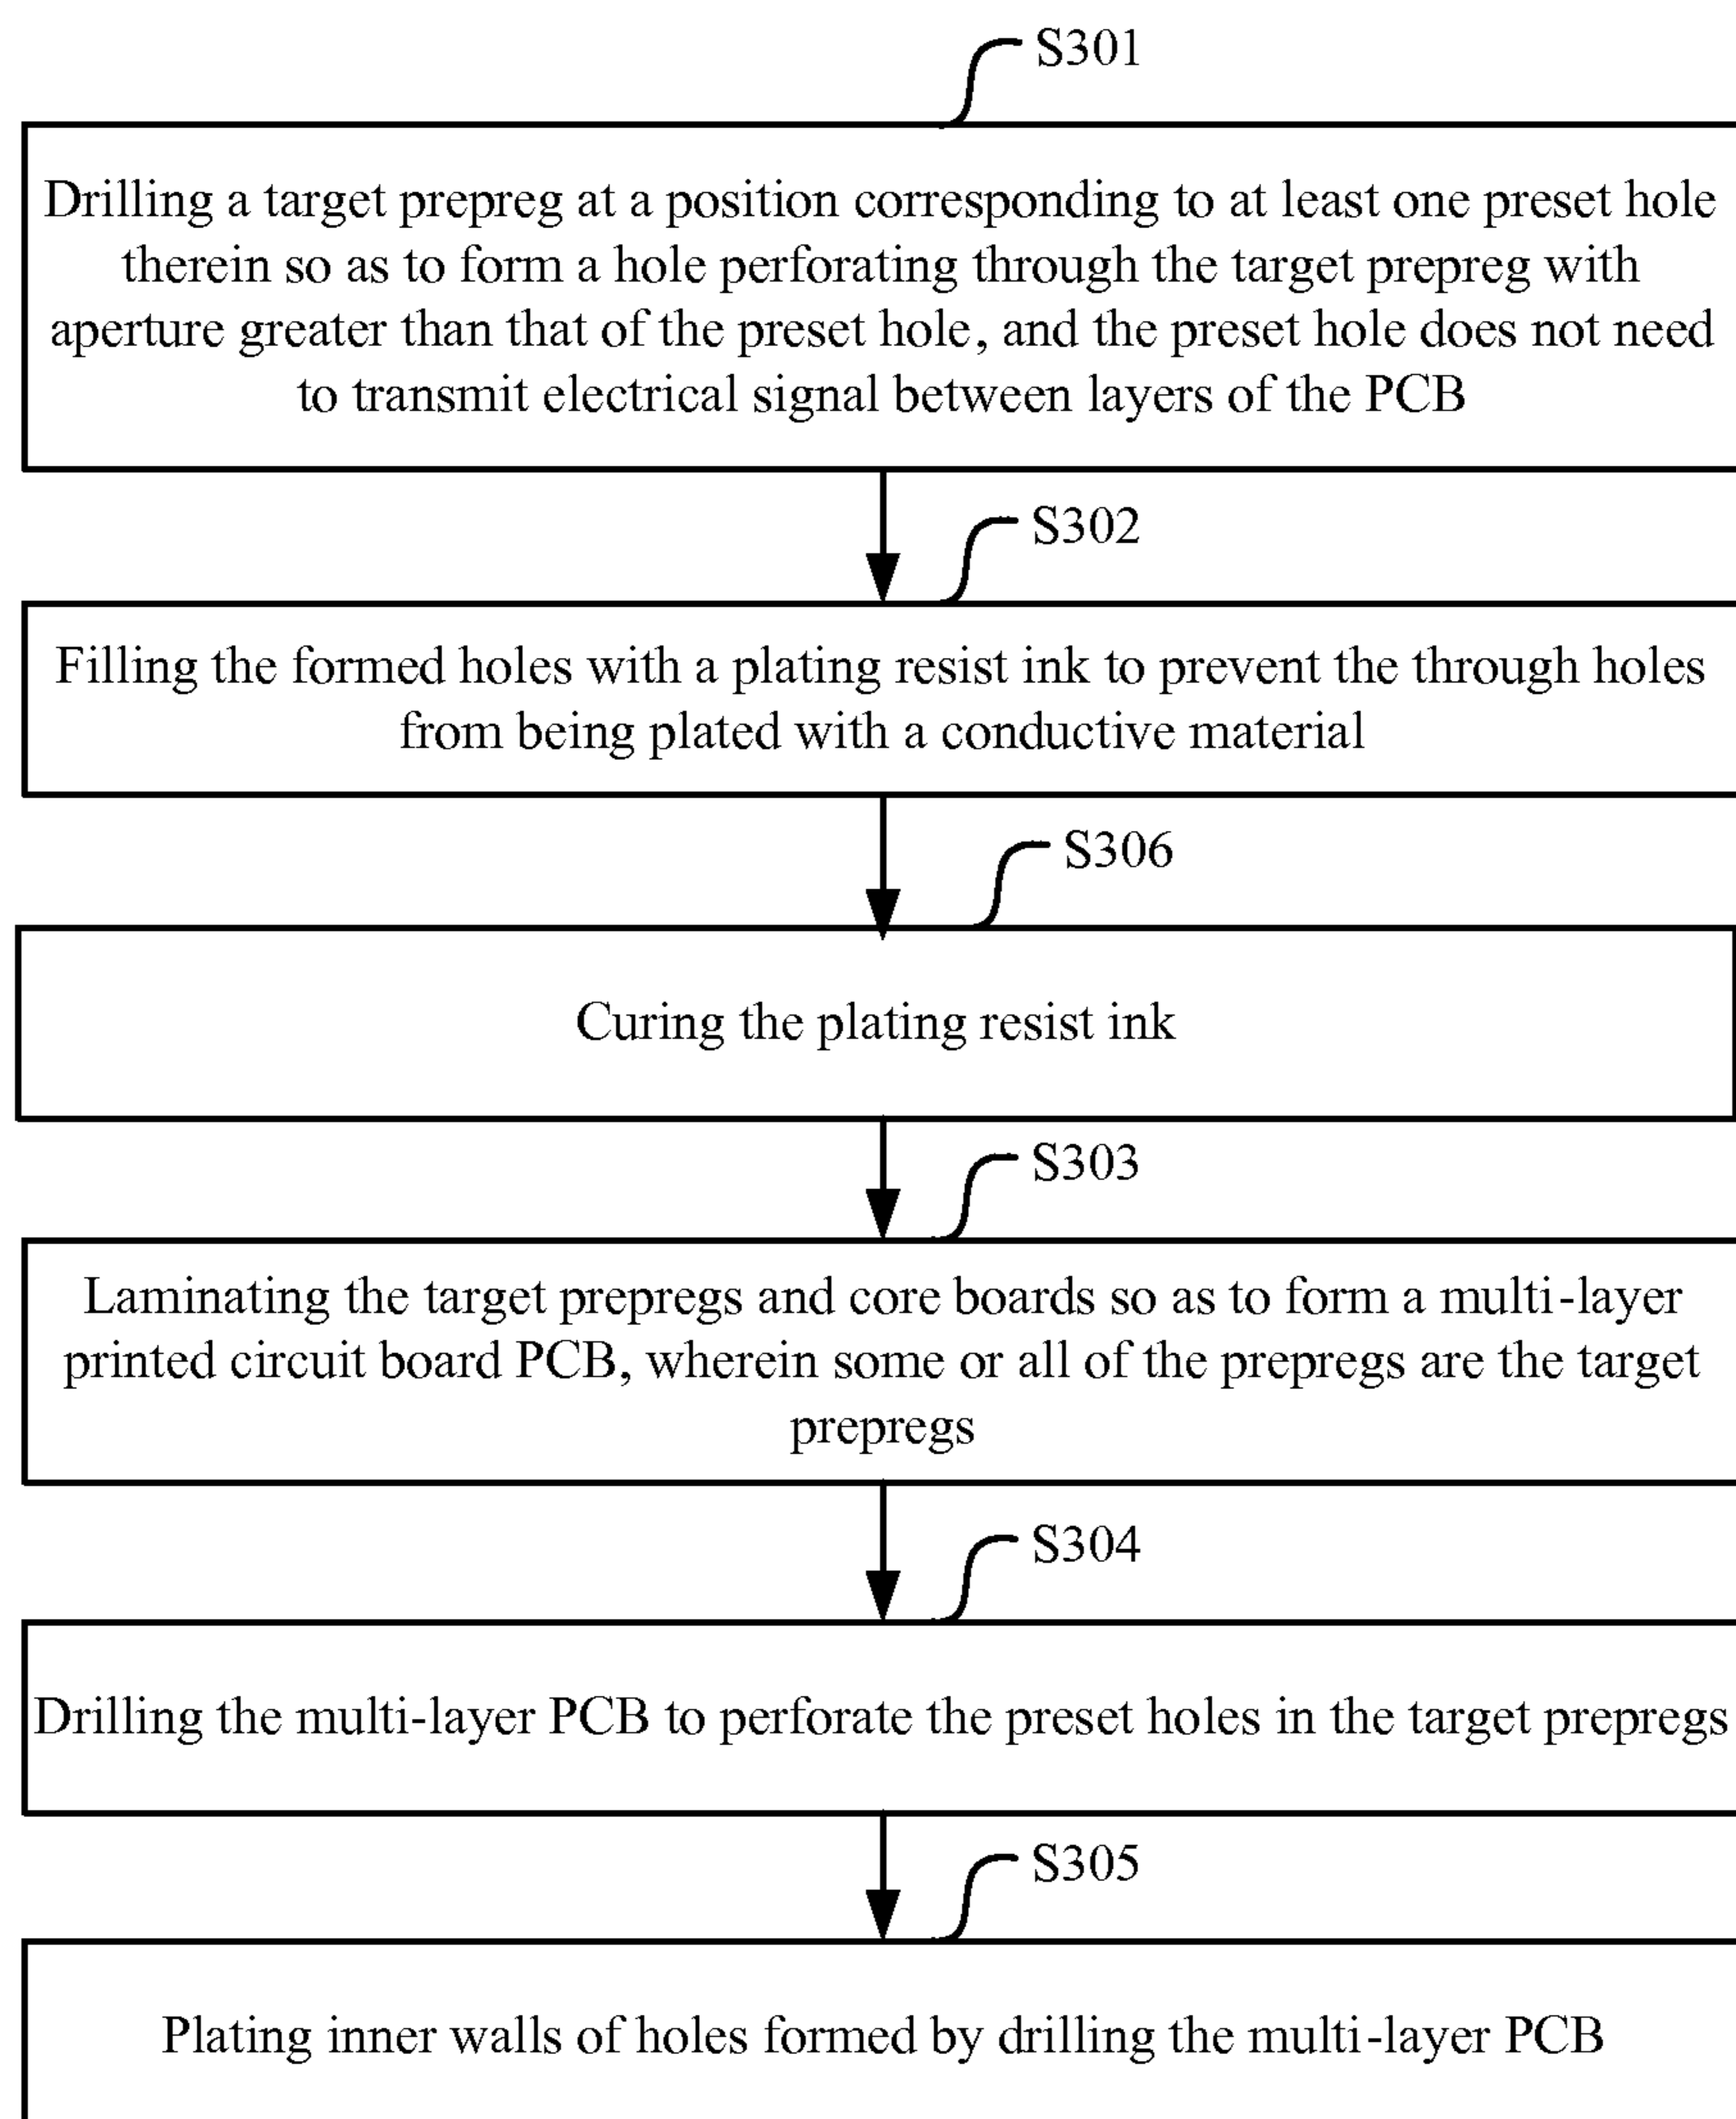 S301
Drilling a target prepreg at a position corresponding to at least one preset hole
therein so as to form a hole perforating through the target prepreg with
aperture greater than that of the preset hole, and the preset hole does not need
to transmit electrical signal between layers of the PCB
S302
Filling the formed holes with a plating resist ink to prevent the through holes
from being plated with a conductive material
S306
Curing the plating resist ink
S303
Laminating the target prepregs and core boards so as to form a multi-layer
printed circuit board PCB, wherein some or all of the prepregs are the target
prepregs
S304
Drilling the multi-layer PCB to perforate the preset holes in the target prepregs
S305
Plating inner walls of holes formed by drilling the multi-layer PCB